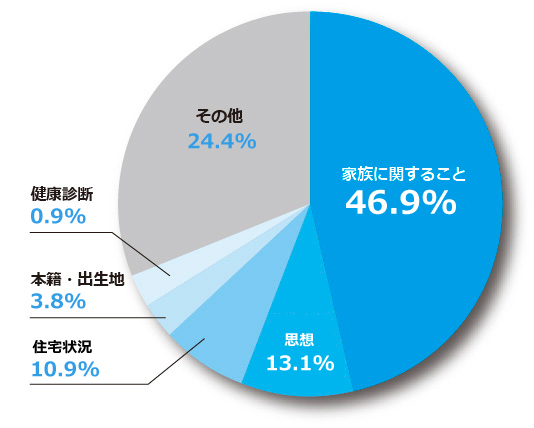 家族に関すること
46.9%
思想
13.1%
住宅状況
10.9%
本籍・出生地
3.8%
健康診断
0.9%
その他
24.4%